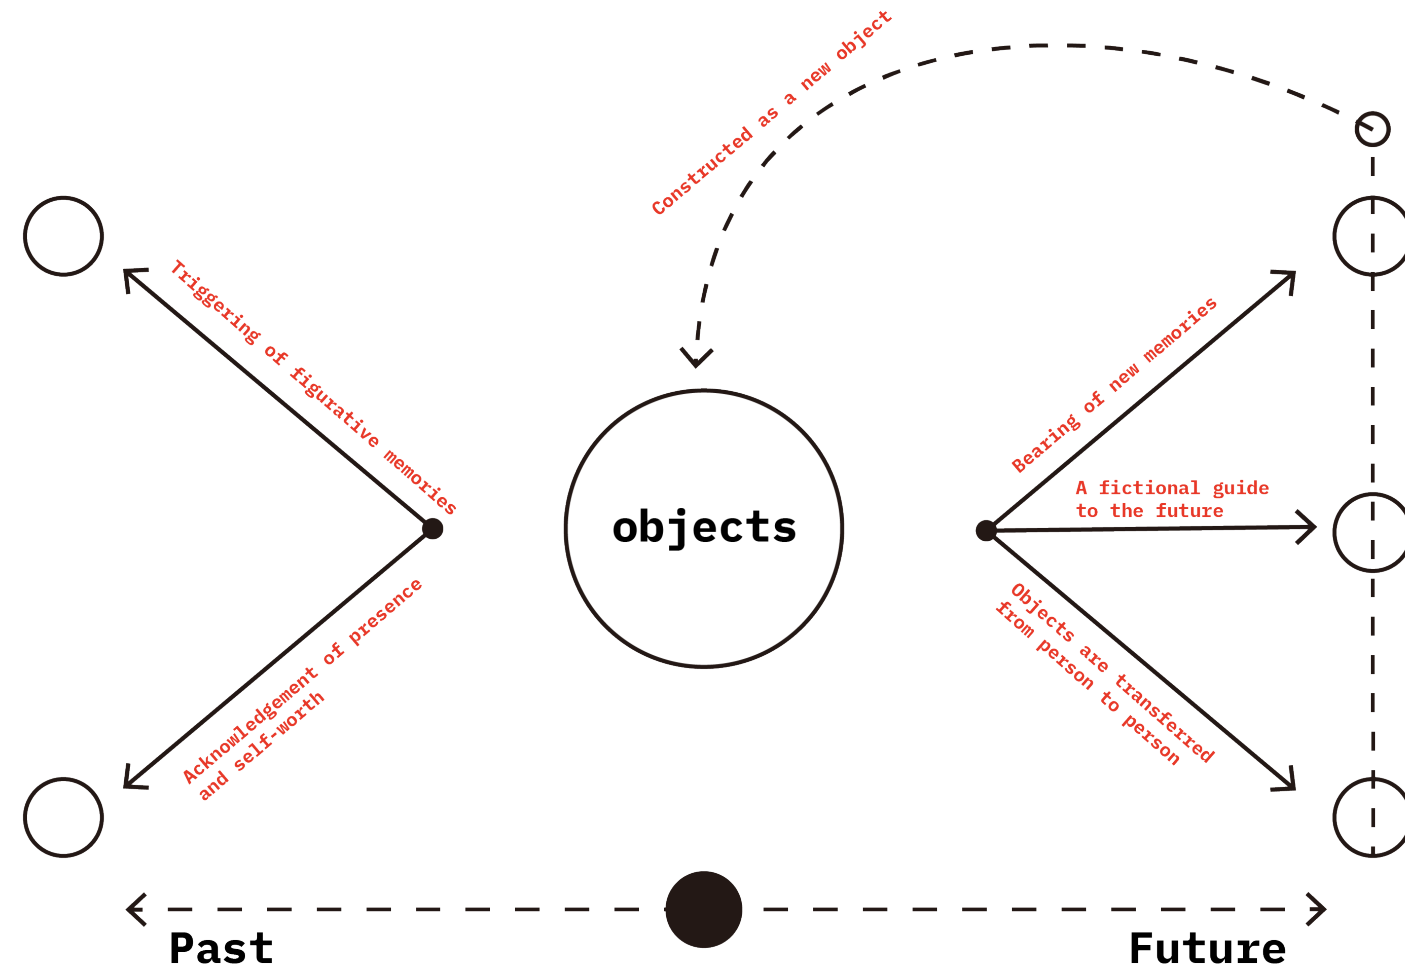 Constructed as a new object
Triggering of figurative memories
Bearing of new memories
A fictional guide
to the future
objects
Acknowledgement of presence
and self-worth
Objects are transferred
from person to person
Past
Future